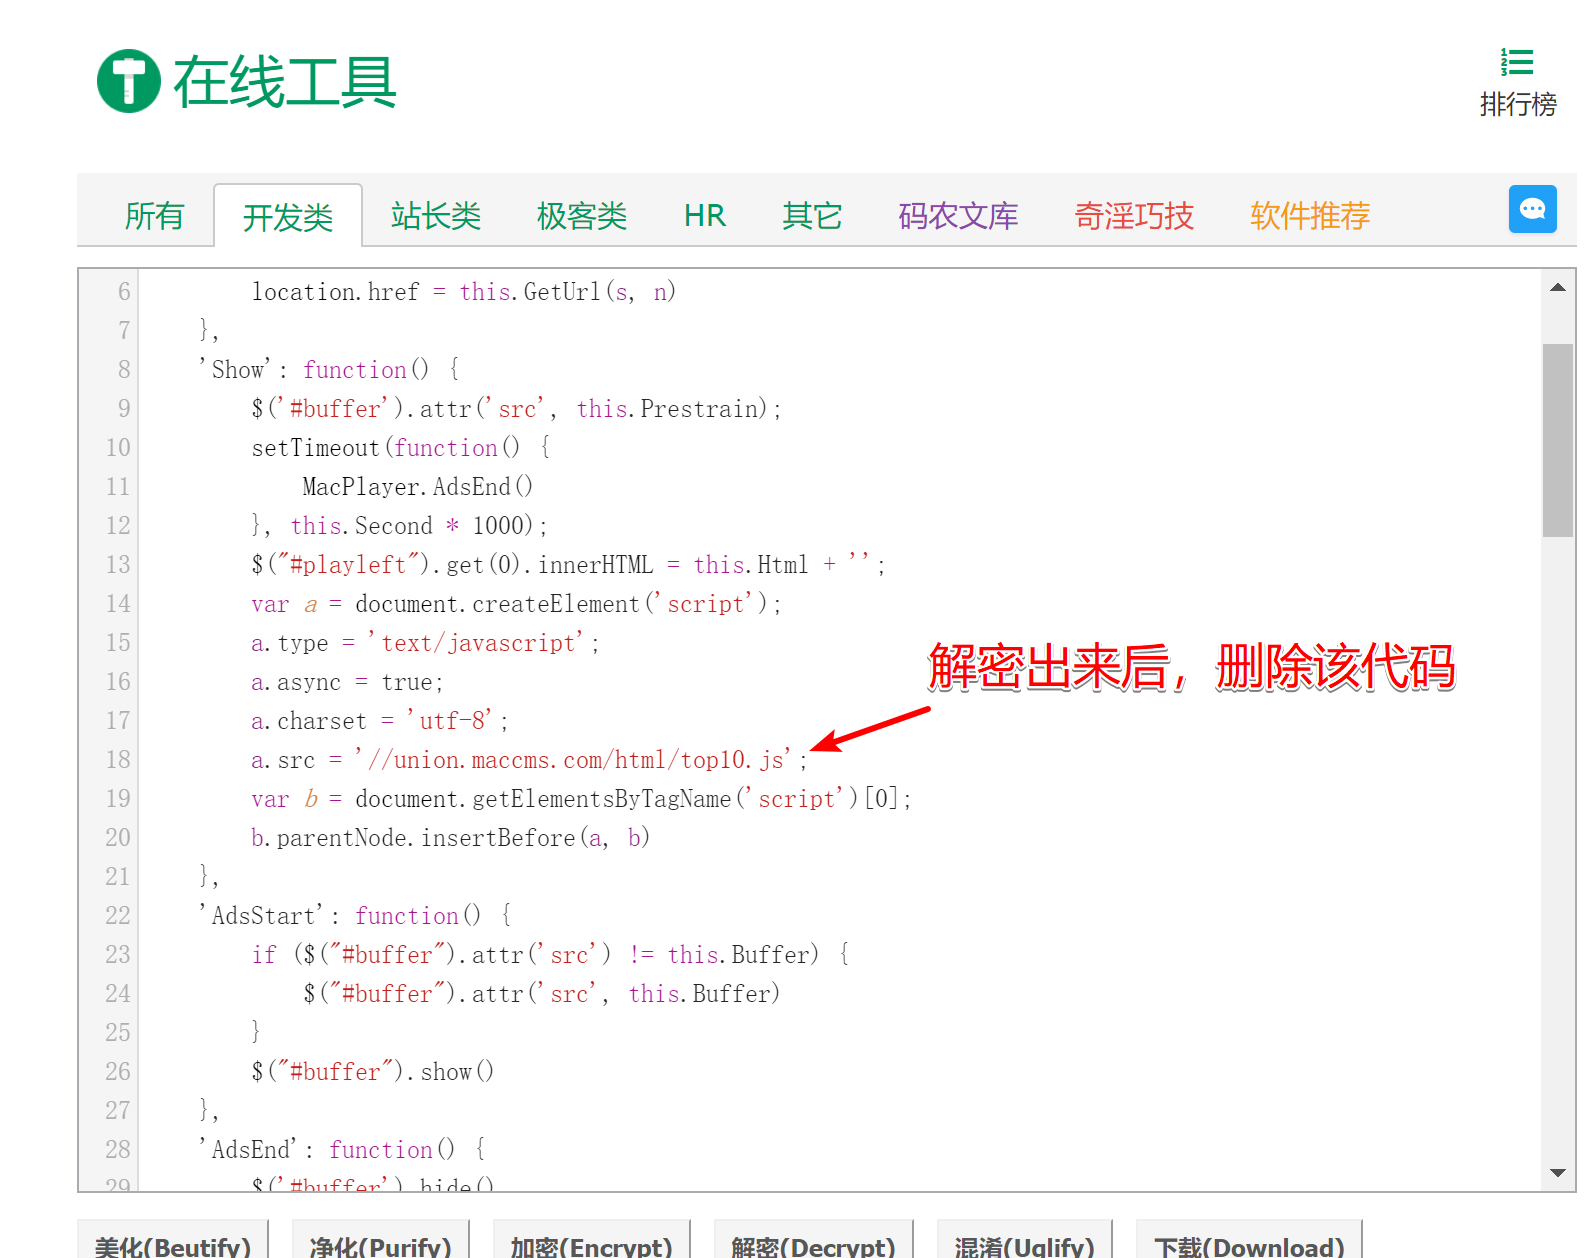 在线工具
排行榜
所有 开发类 站长类 极客类 HR 其它 码农文库 奇淫巧技 软件推荐
6 location.href = this.GetUrl(s, n)
7 },
8 'Show': function() {
9 $('#buffer').attr('src', this.Prestrain);
10 setTimeout(function() {
11 MacPlayer.AdsEnd()
12 }, this.Second * 1000);
13 $("#playleft").get(0).innerHTML = this.Html + '';
14 var a = document.createElement('script');
15 a.type = 'text/javascript';
解密出来后，删除该代码
16 a.async = true;
17 a.charset = 'utf-8';
18 a.src = '//union.maccms.com/html/top10.js';
19 var b = document.getElementsByTagName('script')[0];
20 b.parentNode.insertBefore(a, b)
21 },
22 'AdsStart': function() {
23 if ($("#buffer").attr('src') != this.Buffer) {
24 $("#buffer").attr('src', this.Buffer)
25 }
26 $("#buffer").show()
27 },
28 'AdsEnd': function() {
29 $('#buffer').hide()
美化(Beutify) 净化(Purify) 加密(Encrypt) 解密(Decrypt) 混淆(Uglify) 下载(Download)